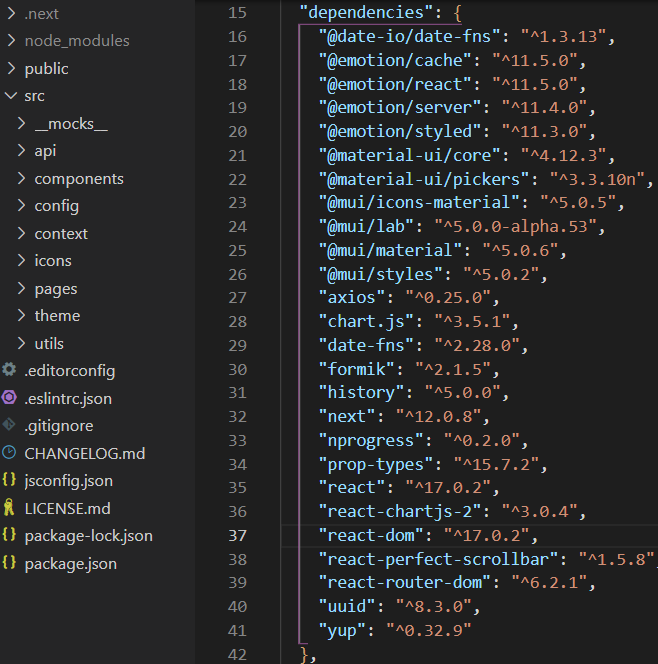 .next
node_modules
public
src
__mocks__
api
components
config
context
icons
pages
theme
utils
.editorconfig
.eslintrc.json
.gitignore
CHANGELOG.md
jsconfig.json
LICENSE.md
package-lock.json
package.json
15 "dependencies": {
16 "@date-io/date-fns": "^1.3.13",
17 "@emotion/cache": "^11.5.0",
18 "@emotion/react": "^11.5.0",
19 "@emotion/server": "^11.4.0",
20 "@emotion/styled": "^11.3.0",
21 "@material-ui/core": "^4.12.3",
22 "@material-ui/pickers": "^3.3.10n",
23 "@mui/icons-material": "^5.0.5",
24 "@mui/lab": "^5.0.0-alpha.53",
25 "@mui/material": "^5.0.6",
26 "@mui/styles": "^5.0.2",
27 "axios": "^0.25.0",
28 "chart.js": "^3.5.1",
29 "date-fns": "^2.28.0",
30 "formik": "^2.1.5",
31 "history": "^5.0.0",
32 "next": "^12.0.8",
33 "nprogress": "^0.2.0",
34 "prop-types": "^15.7.2",
35 "react": "^17.0.2",
36 "react-chartjs-2": "^3.0.4",
37 "react-dom": "^17.0.2",
38 "react-perfect-scrollbar": "^1.5.8",
39 "react-router-dom": "^6.2.1",
40 "uuid": "^8.3.0",
41 "yup": "^0.32.9"
42 },